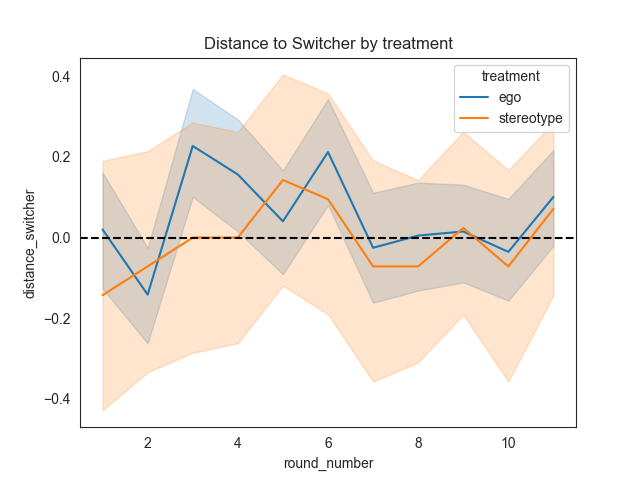 Distance to Switcher by treatment
treatment
ego
stereotype
distance_switcher
0.4
0.2
0.0
−0.2
−0.4
2 4 6 8 10
round_number